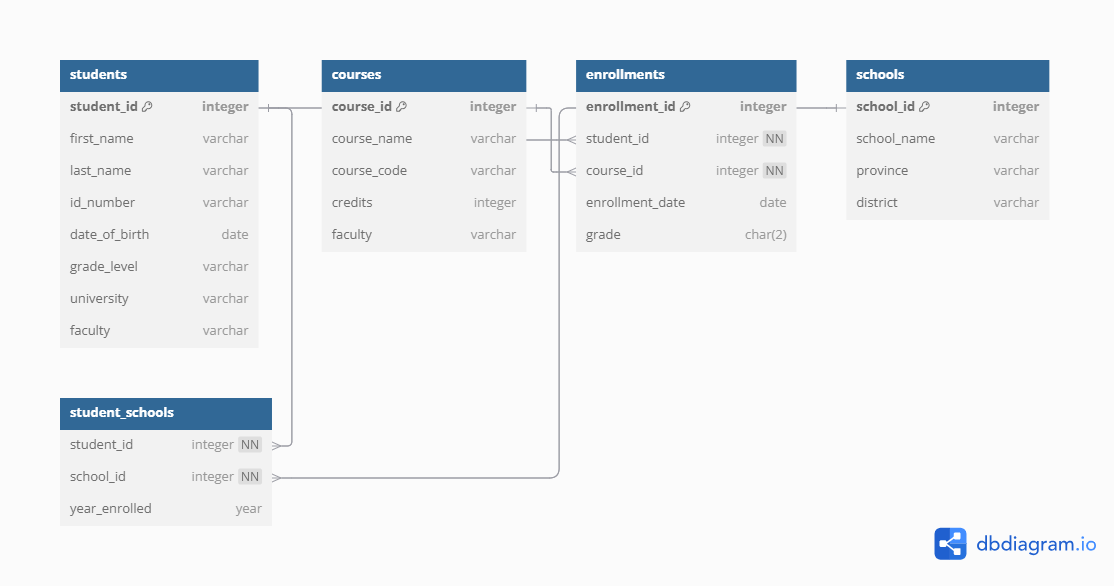 students
student_id integer
first_name varchar
last_name varchar
id_number varchar
date_of_birth date
grade_level varchar
university varchar
faculty varchar
courses
course_id integer
course_name varchar
course_code varchar
credits integer
faculty varchar
enrollments
enrollment_id integer
student_id integer NN
course_id integer NN
enrollment_date date
grade char(2)
schools
school_id integer
school_name varchar
province varchar
district varchar
student_schools
student_id integer NN
school_id integer NN
year_enrolled year
dbdiagram.io